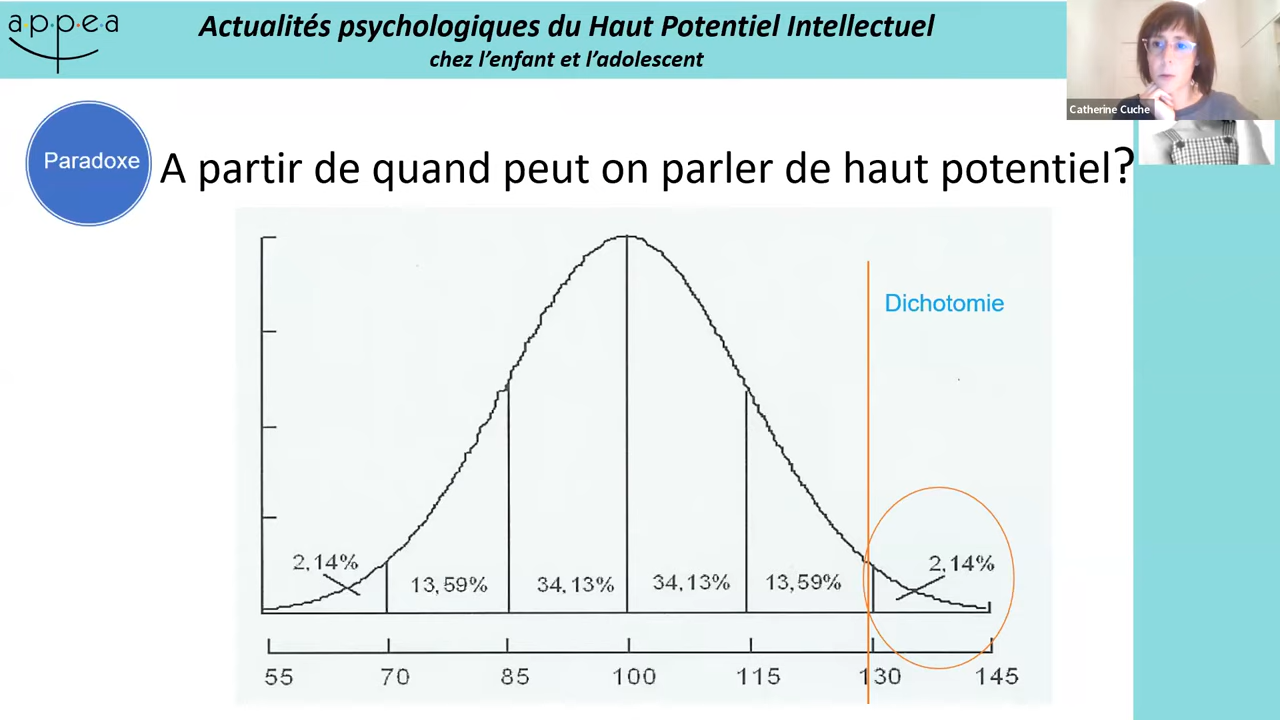 a·p·p·e·a
Actualités psychologiques du Haut Potentiel Intellectuel
chez l'enfant et l'adolescent
Catherine Cuche
Paradoxe
A partir de quand peut on parler de haut potentiel?
Dichotomie
2,14%
13,59%
34,13%
34,13%
13,59%
2,14%
55
70
85
100
115
130
145